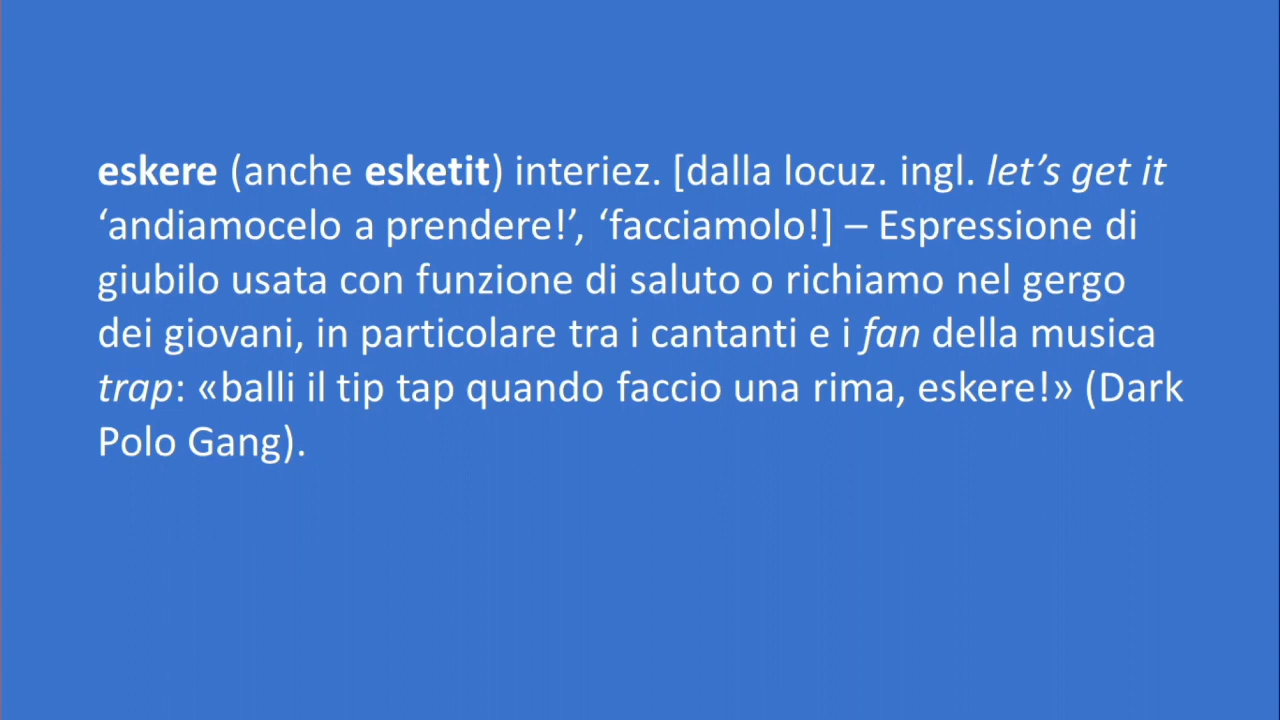 eskere (anche esketit) interiez. [dalla locuz. ingl. let’s get it
‘andiamocelo a prendere!’, ‘facciamolo!] – Espressione di
giubilo usata con funzione di saluto o richiamo nel gergo
dei giovani, in particolare tra i cantanti e i fan della musica
trap: «balli il tip tap quando faccio una rima, eskere!» (Dark
Polo Gang).